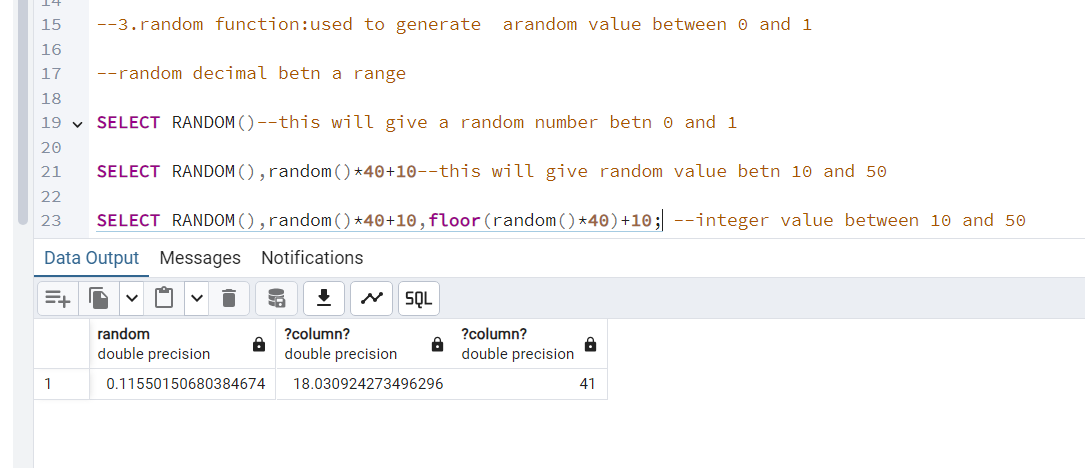 14
15 --3.random function:used to generate  arandom value between 0 and 1
16
17 --random decimal betn a range
18
19 SELECT RANDOM()--this will give a random number betn 0 and 1
20
21 SELECT RANDOM(),random()*40+10--this will give random value betn 10 and 50
22
23 SELECT RANDOM(),random()*40+10,floor(random()*40)+10; --integer value between 10 and 50
Data Output Messages Notifications
SQL
random ?column? ?column?
double precision double precision double precision
1 0.11550150680384674 18.030924273496296 41